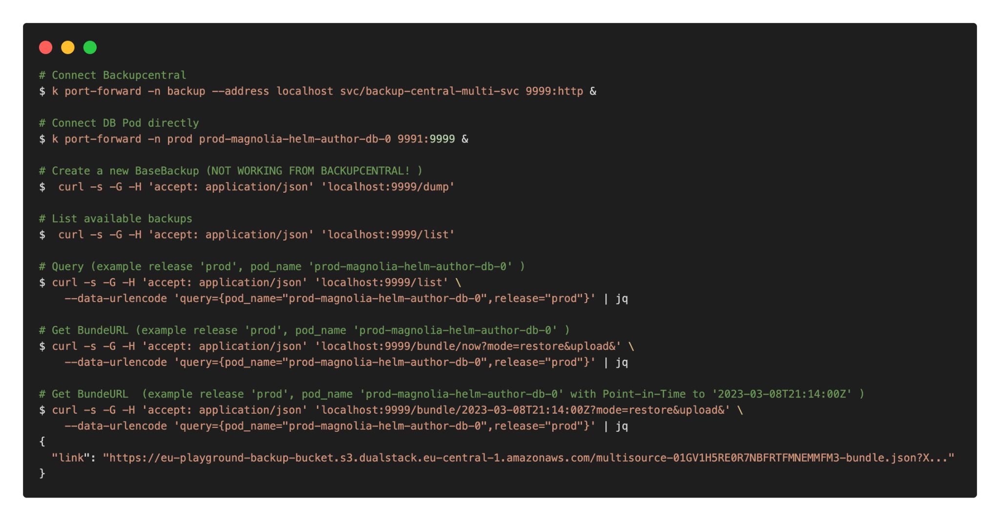 # Connect Backupcentral
$ k port-forward -n backup --address localhost svc/backup-central-multi-svc 9999:http &
# Connect DB Pod directly
$ k port-forward -n prod prod-magnolia-helm-author-db-0 9991:9999 &
# Create a new BaseBackup (NOT WORKING FROM BACKUPCENTRAL! )
$  curl -s -G -H 'accept: application/json' 'localhost:9999/dump'
# List available backups
$  curl -s -G -H 'accept: application/json' 'localhost:9999/list'
# Query (example release 'prod', pod_name 'prod-magnolia-helm-author-db-0' )
$ curl -s -G -H 'accept: application/json' 'localhost:9999/list' \
    --data-urlencode 'query={pod_name="prod-magnolia-helm-author-db-0",release="prod"}' | jq
# Get BundeURL (example release 'prod', pod_name 'prod-magnolia-helm-author-db-0' )
$ curl -s -G -H 'accept: application/json' 'localhost:9999/bundle/now?mode=restore&upload&' \
    --data-urlencode 'query={pod_name="prod-magnolia-helm-author-db-0",release="prod"}' | jq
# Get BundeURL  (example release 'prod', pod_name 'prod-magnolia-helm-author-db-0' with Point-in-Time to '2023-03-08T21:14:00Z' )
$ curl -s -G -H 'accept: application/json' 'localhost:9999/bundle/2023-03-08T21:14:00Z?mode=restore&upload&' \
    --data-urlencode 'query={pod_name="prod-magnolia-helm-author-db-0",release="prod"}' | jq
{
  "link": "https://eu-playground-backup-bucket.s3.dualstack.eu-central-1.amazonaws.com/multisource-01GV1H5RE0R7NBFRTFMNEMMFM3-bundle.json?X..."
}